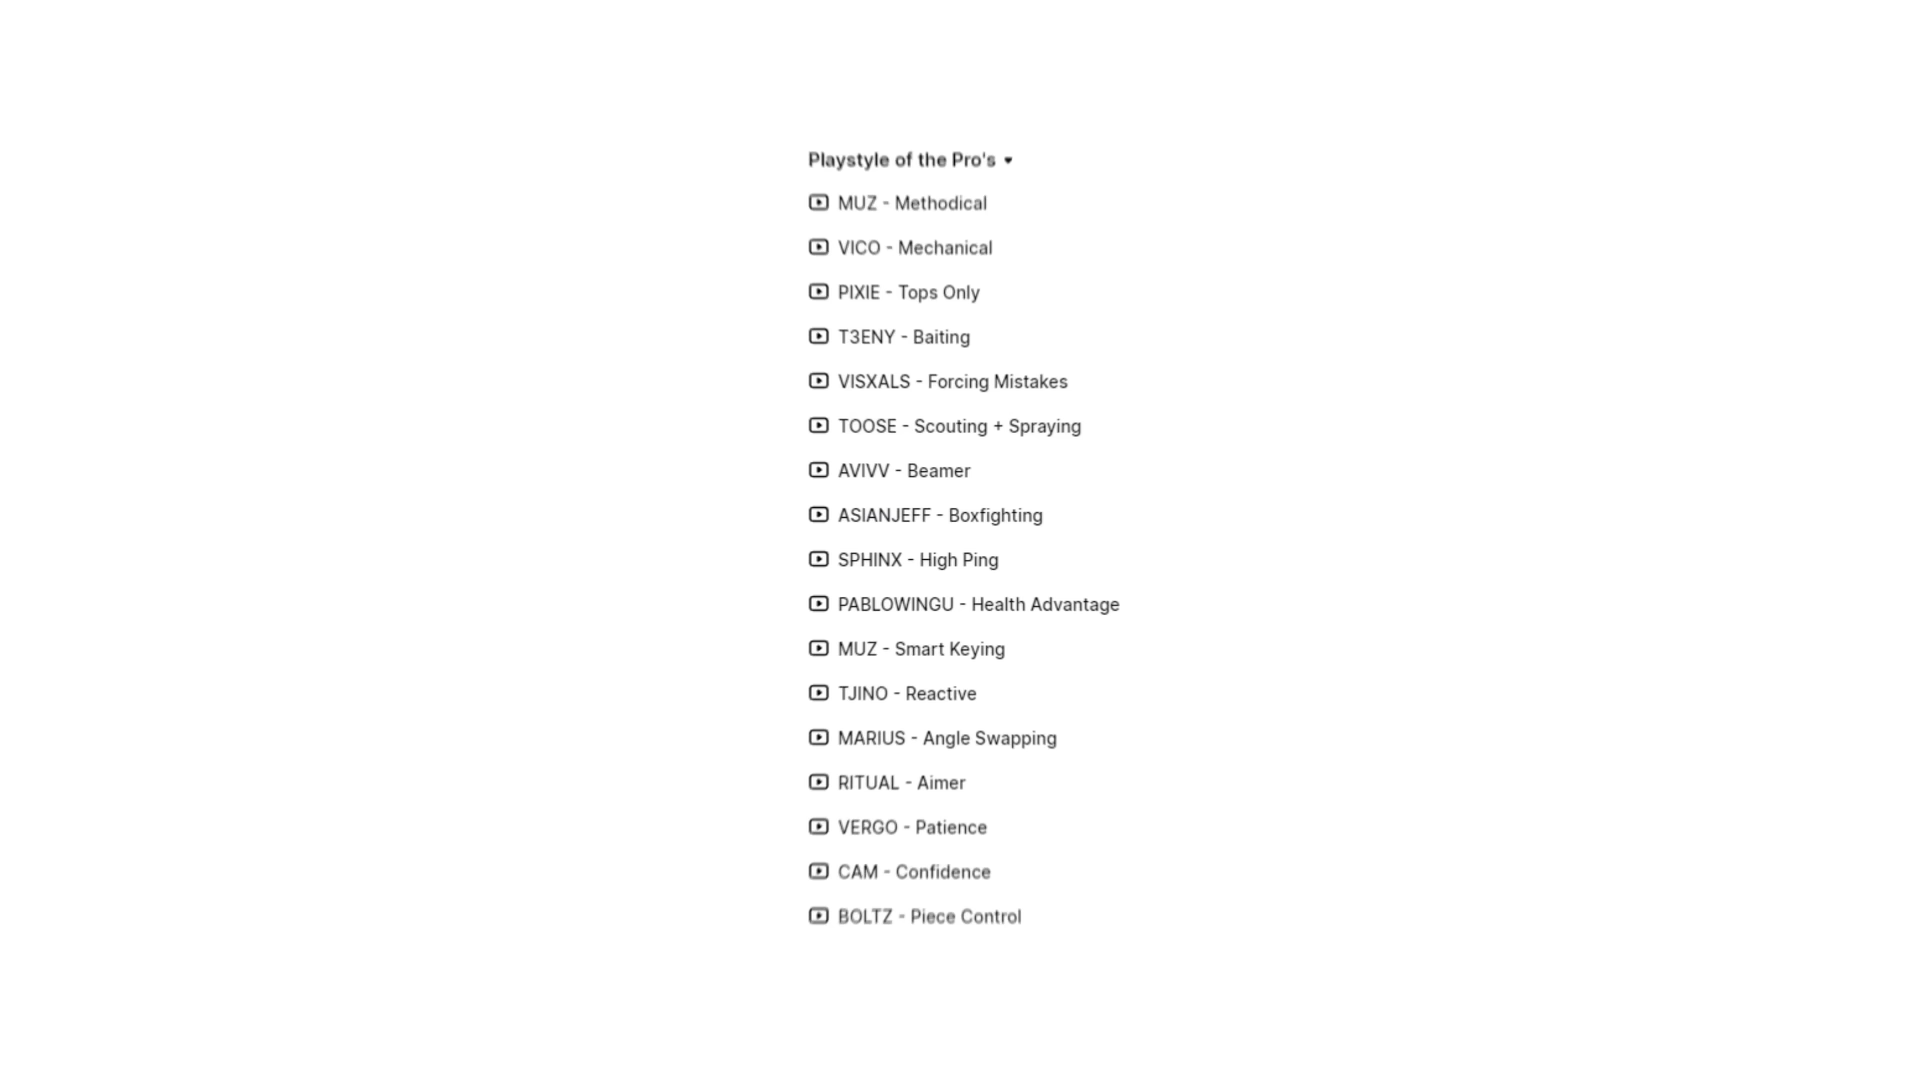 Playstyle of the Pro's
MUZ - Methodical
VICO - Mechanical
PIXIE - Tops Only
T3ENY - Baiting
VISXALS - Forcing Mistakes
TOOSE - Scouting + Spraying
AVIVV - Beamer
ASIANJEFF - Boxfighting
SPHINX - High Ping
PABLOWINGU - Health Advantage
MUZ - Smart Keying
TJINO - Reactive
MARIUS - Angle Swapping
RITUAL - Aimer
VERGO - Patience
CAM - Confidence
BOLTZ - Piece Control